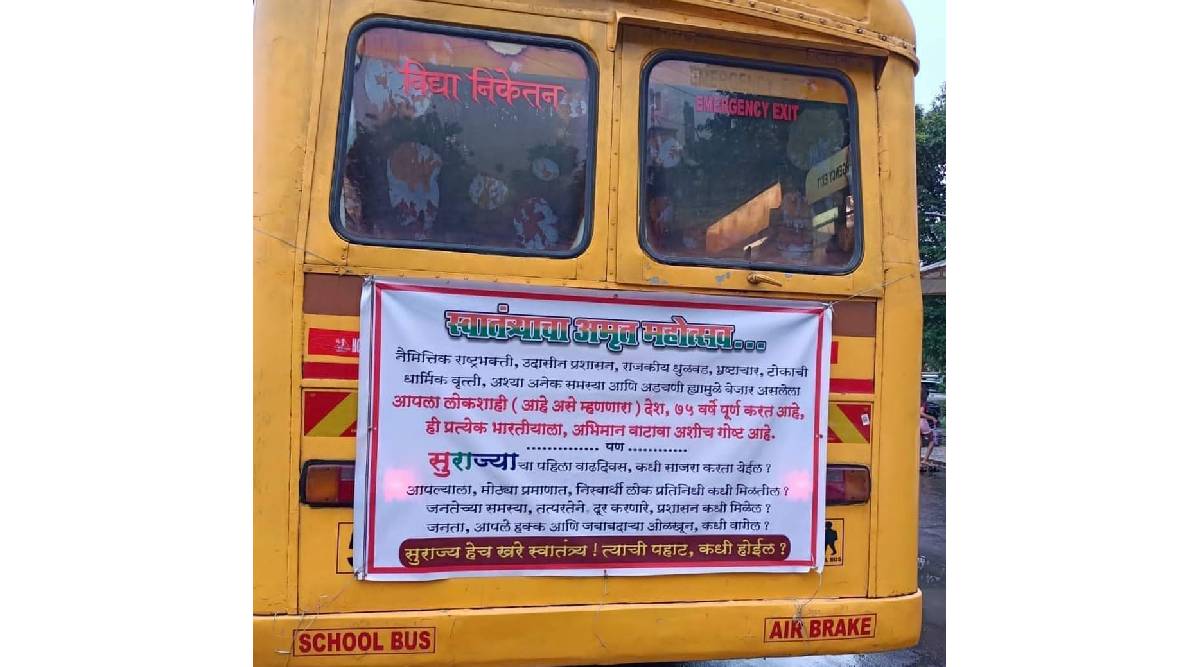 विद्या निकेतन
EMERGENCY EXIT
स्वातंत्र्याचा अमृत महोत्सव...
नैमित्तिक राष्ट्रभक्ती, उदासीन प्रशासन, राजकीय धुळवड, भ्रष्टाचार, टोकाची
धार्मिक वृत्ती, अश्या अनेक समस्या आणि अडचणी ह्यामुळे बेजार असलेला
आपला लोकशाही ( आहे असे म्हणणारा ) देश, ७५ वर्षे पूर्ण करत आहे,
ही प्रत्येक भारतीयाला, अभिमान वाटावा अशीच गोष्ट आहे.
.............. पण ............
सुराज्याचा पहिला वाढदिवस, कधी साजरा करता येईल ?
आपल्याला, मोठ्या प्रमाणात, निस्वार्थी लोक प्रतिनिधी कधी मिळतील ?
जनतेच्या समस्या, तत्परतेने दूर करणारे, प्रशासन कधी मिळेल ?
जनता, आपले हक्क आणि जबाबदाऱ्या ओळखून, कधी वागेल ?
सुराज्य हेच खरे स्वातंत्र्य ! त्याची पहाट, कधी होईल ?
BUS
SCHOOL BUS
AIR BRAKE